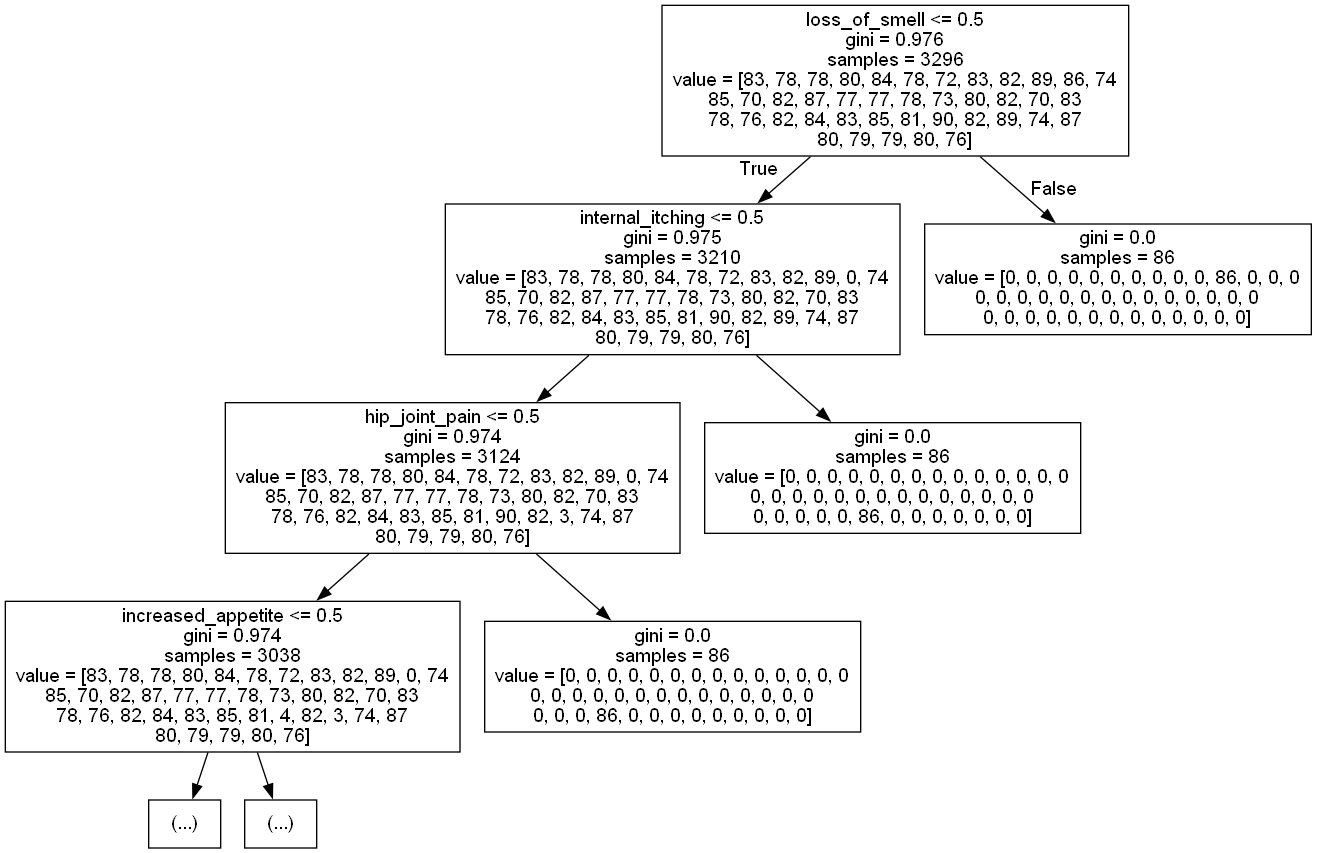 loss_of_smell <= 0.5
gini = 0.976
samples = 3296
value = [83, 78, 78, 80, 84, 78, 72, 83, 82, 89, 86, 74
85, 70, 82, 87, 77, 77, 78, 73, 80, 82, 70, 83
78, 76, 82, 84, 83, 85, 81, 90, 82, 89, 74, 87
80, 79, 79, 80, 76]
True
False
internal_itching <= 0.5
gini = 0.975
samples = 3210
value = [83, 78, 78, 80, 84, 78, 72, 83, 82, 89, 0, 74
85, 70, 82, 87, 77, 77, 78, 73, 80, 82, 70, 83
78, 76, 82, 84, 83, 85, 81, 90, 82, 89, 74, 87
80, 79, 79, 80, 76]
gini = 0.0
samples = 86
value = [0, 0, 0, 0, 0, 0, 0, 0, 0, 0, 86, 0, 0, 0
0, 0, 0, 0, 0, 0, 0, 0, 0, 0, 0, 0, 0, 0
0, 0, 0, 0, 0, 0, 0, 0, 0, 0, 0, 0, 0]
hip_joint_pain <= 0.5
gini = 0.974
samples = 3124
value = [83, 78, 78, 80, 84, 78, 72, 83, 82, 89, 0, 74
85, 70, 82, 87, 77, 77, 78, 73, 80, 82, 70, 83
78, 76, 82, 84, 83, 85, 81, 90, 82, 3, 74, 87
80, 79, 79, 80, 76]
gini = 0.0
samples = 86
value = [0, 0, 0, 0, 0, 0, 0, 0, 0, 0, 0, 0, 0, 0
0, 0, 0, 0, 0, 0, 0, 0, 0, 0, 0, 0, 0, 0
0, 0, 0, 0, 0, 86, 0, 0, 0, 0, 0, 0, 0]
increased_appetite <= 0.5
gini = 0.974
samples = 3038
value = [83, 78, 78, 80, 84, 78, 72, 83, 82, 89, 0, 74
85, 70, 82, 87, 77, 77, 78, 73, 80, 82, 70, 83
78, 76, 82, 84, 83, 85, 81, 4, 82, 3, 74, 87
80, 79, 79, 80, 76]
gini = 0.0
samples = 86
value = [0, 0, 0, 0, 0, 0, 0, 0, 0, 0, 0, 0, 0, 0
0, 0, 0, 0, 0, 0, 0, 0, 0, 0, 0, 0, 0, 0
0, 0, 0, 86, 0, 0, 0, 0, 0, 0, 0, 0, 0]
(...)
(...)